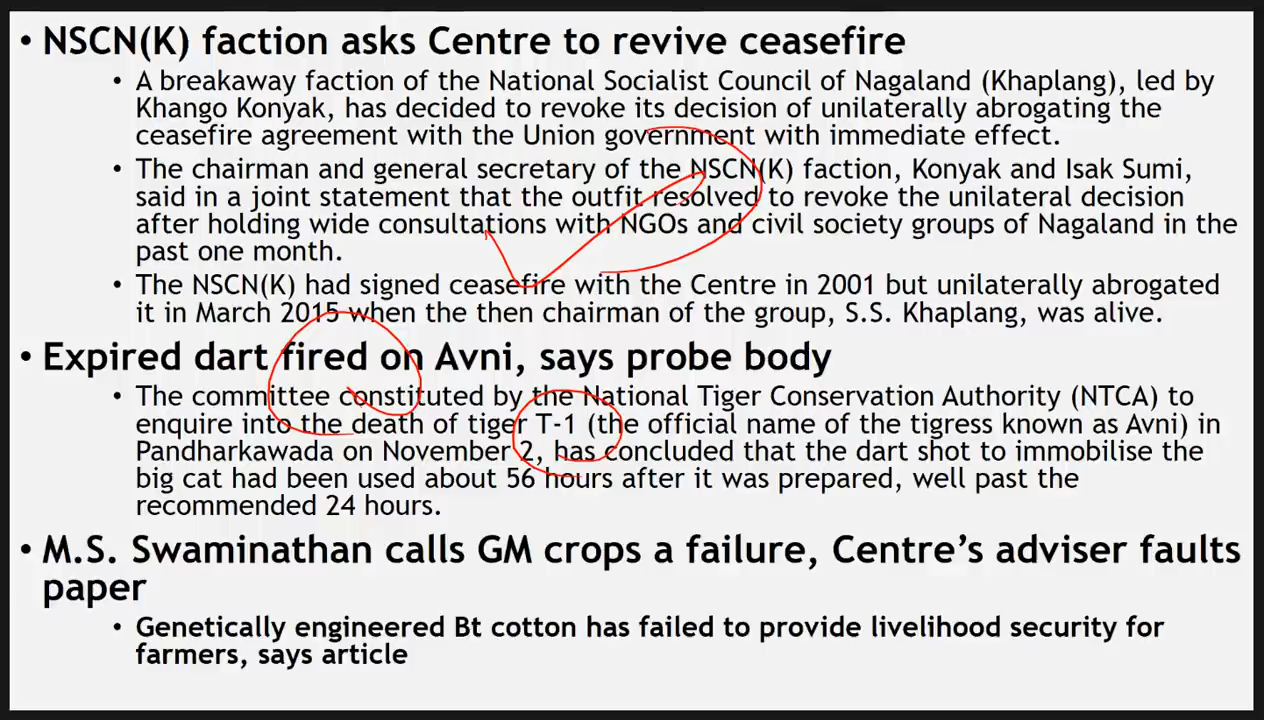 • NSCN(K) faction asks Centre to revive ceasefire
• A breakaway faction of the National Socialist Council of Nagaland (Khaplang), led by
Khango Konyak, has decided to revoke its decision of unilaterally abrogating the
ceasefire agreement with the Union government with immediate effect.
• The chairman and general secretary of the NSCN(K) faction, Konyak and Isak Sumi,
said in a joint statement that the outfit resolved to revoke the unilateral decision
after holding wide consultations with NGOs and civil society groups of Nagaland in the
past one month.
• The NSCN(K) had signed ceasefire with the Centre in 2001 but unilaterally abrogated
it in March 2015 when the then chairman of the group, S.S. Khaplang, was alive.
• Expired dart fired on Avni, says probe body
• The committee constituted by the National Tiger Conservation Authority (NTCA) to
enquire into the death of tiger T-1 (the official name of the tigress known as Avni) in
Pandharkawada on November 2, has concluded that the dart shot to immobilise the
big cat had been used about 56 hours after it was prepared, well past the
recommended 24 hours.
• M.S. Swaminathan calls GM crops a failure, Centre’s adviser faults
paper
• Genetically engineered Bt cotton has failed to provide livelihood security for
farmers, says article